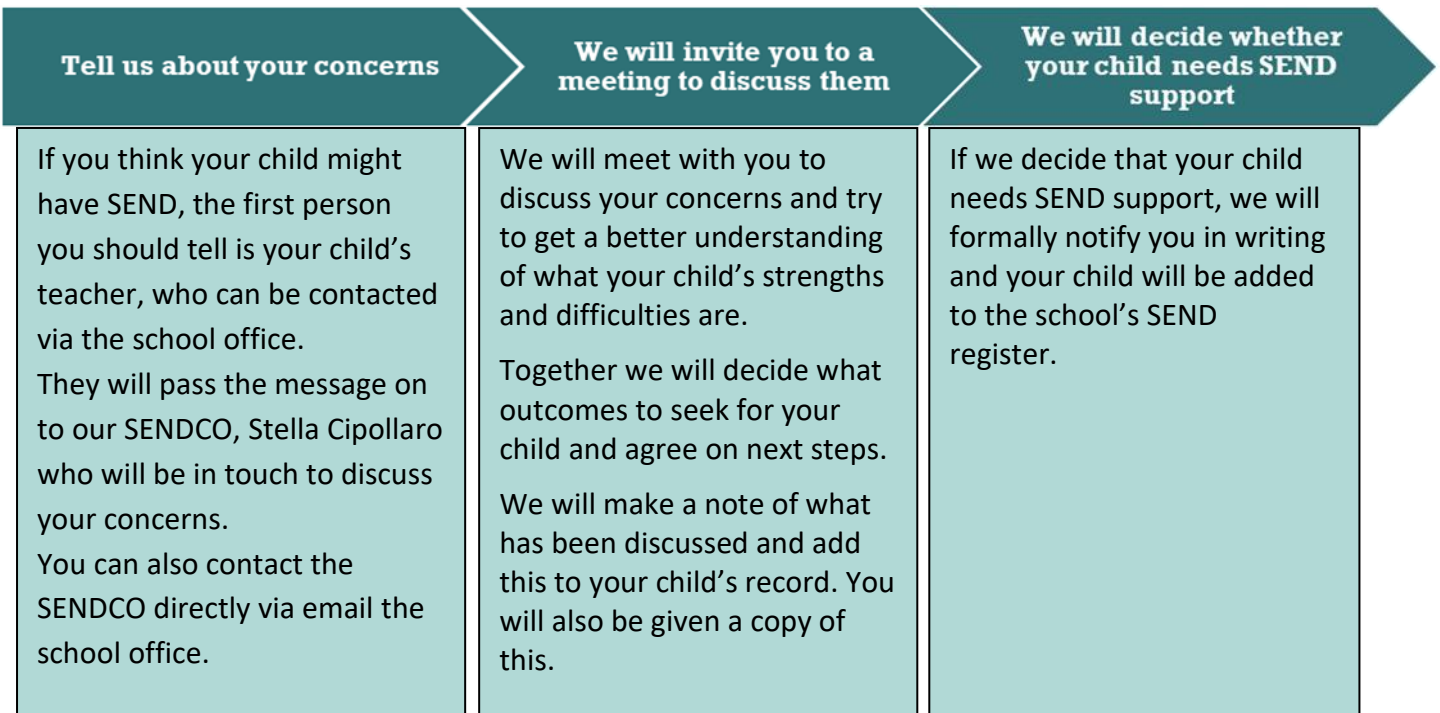 Tell us about your concerns
We will invite you to a
meeting to discuss them
We will decide whether
your child needs SEND
support
If you think your child might
have SEND, the first person
you should tell is your child’s
teacher, who can be contacted
via the school office.
They will pass the message on
to our SENDCO, Stella Cipollaro
who will be in touch to discuss
your concerns.
You can also contact the
SENDCO directly via email the
school office.
We will meet with you to
discuss your concerns and try
to get a better understanding
of what your child’s strengths
and difficulties are.
Together we will decide what
outcomes to seek for your
child and agree on next steps.
We will make a note of what
has been discussed and add
this to your child’s record. You
will also be given a copy of
this.
If we decide that your child
needs SEND support, we will
formally notify you in writing
and your child will be added
to the school’s SEND
register.